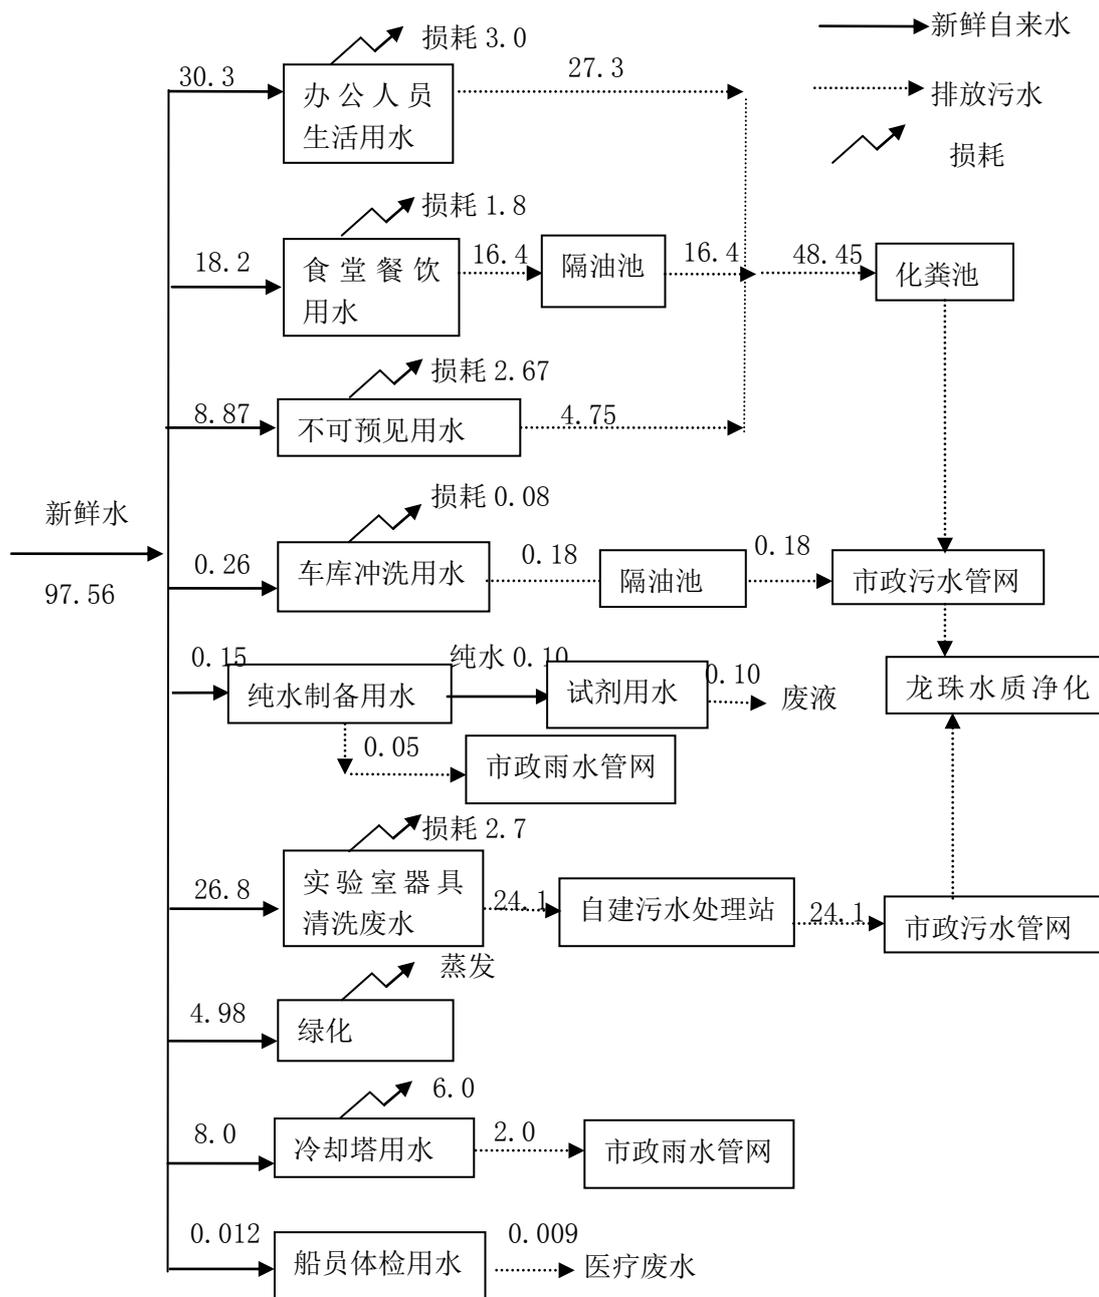 损耗 3.0
新鲜自来水
30.3
27.3
办公人员
生活用水
排放污水
损耗
损耗 1.8
18.2
食堂餐饮
用水
16.4
隔油池
16.4
48.45
化粪池
损耗 2.67
8.87
不可预见用水
4.75
损耗 0.08
新鲜水
97.56
0.26
车库冲洗用水
0.18
隔油池
0.18
市政污水管网
0.15
纯水制备用水
纯水 0.10
试剂用水
0.10
废液
龙珠水质净化
0.05
市政雨水管网
损耗 2.7
26.8
实验室器具
清洗废水
24.1
自建污水处理站
24.1
市政污水管网
蒸发
4.98
绿化
6.0
8.0
冷却塔用水
2.0
市政雨水管网
0.012
船员体检用水
0.009
医疗废水